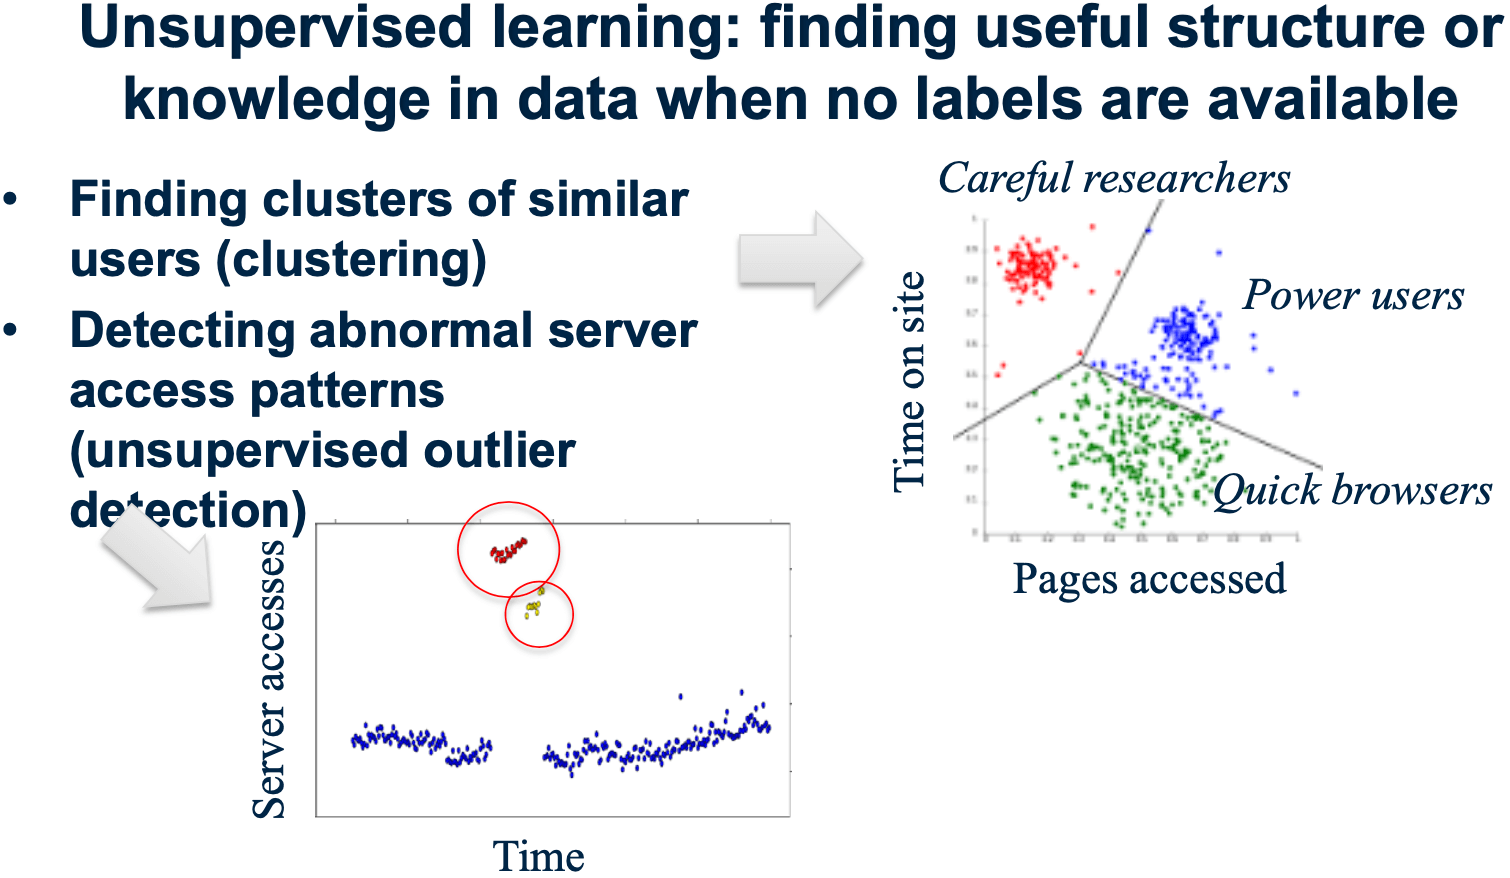 Unsupervised learning: finding useful structure or
knowledge in data when no labels are available
• Finding clusters of similar
users (clustering)
• Detecting abnormal server
access patterns
(unsupervised outlier
detection)
Careful researchers
Power users
Quick browsers
Time on site
Pages accessed
Server accesses
Time